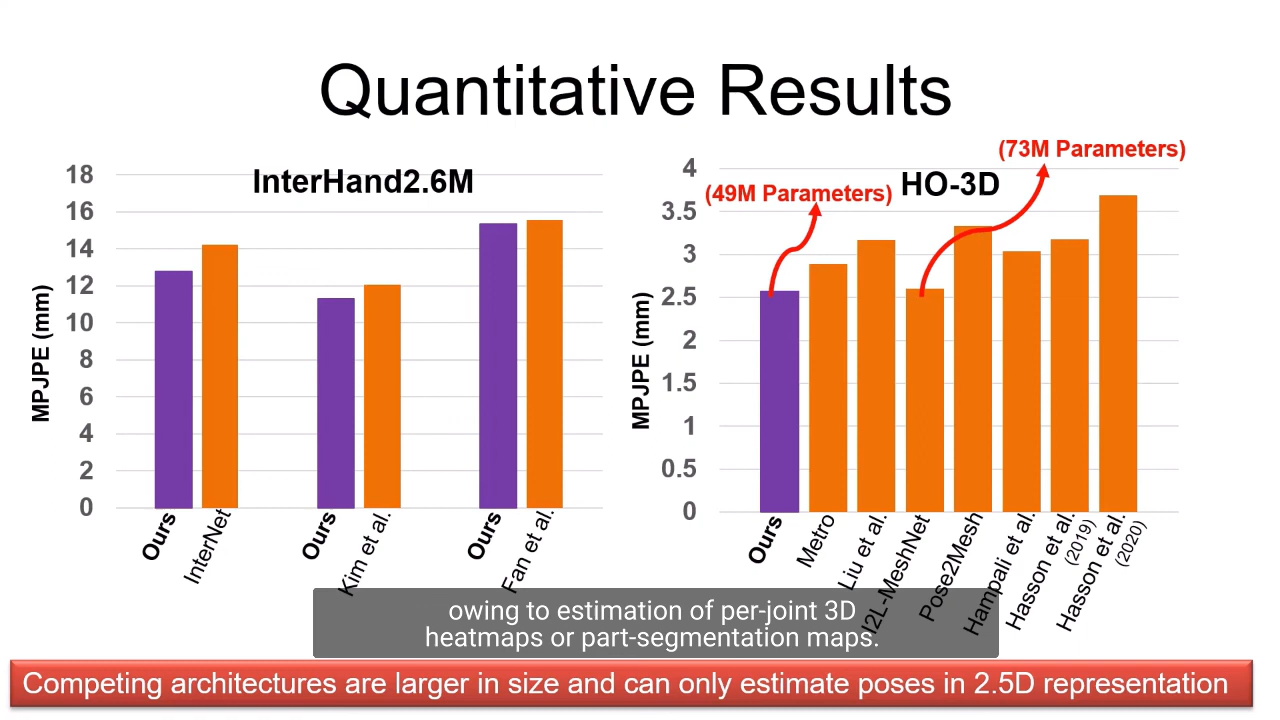 Quantitative Results
InterHand2.6M
MPJPE (mm)
18
16
14
12
10
8
6
4
2
0
Ours
InterNet
Ours
Kim et al.
Ours
Fan et al.
(73M Parameters)
(49M Parameters)
HO-3D
MPJPE (mm)
4
3.5
3
2.5
2
1.5
1
0.5
0
Ours
Metro
Liu et al.
I2L-MeshNet
Pose2Mesh
Hampali et al.
Hasson et al.
(2019)
Hasson et al.
(2020)
owing to estimation of per-joint 3D
heatmaps or part-segmentation maps.
Competing architectures are larger in size and can only estimate poses in 2.5D representation